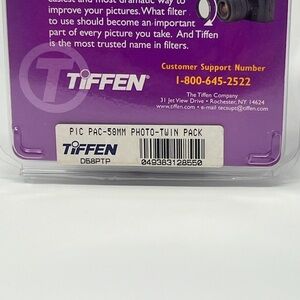 easiest and most dramatic way to
improve your pictures. What filter
to use should become an important
part of every picture you take. And Tiffen
is the most trusted name in filters.
TIFFEN
Customer Support Number
1-800-645-2522
The Tiffen Company
31 Jet View Drive • Rochester, NY 14624
www.tiffen.com • e-mail tecsupt@tiffen.com
PIC PAC-58MM PHOTO-TWIN PACK
TIFFEN
D58PTP
049383128550